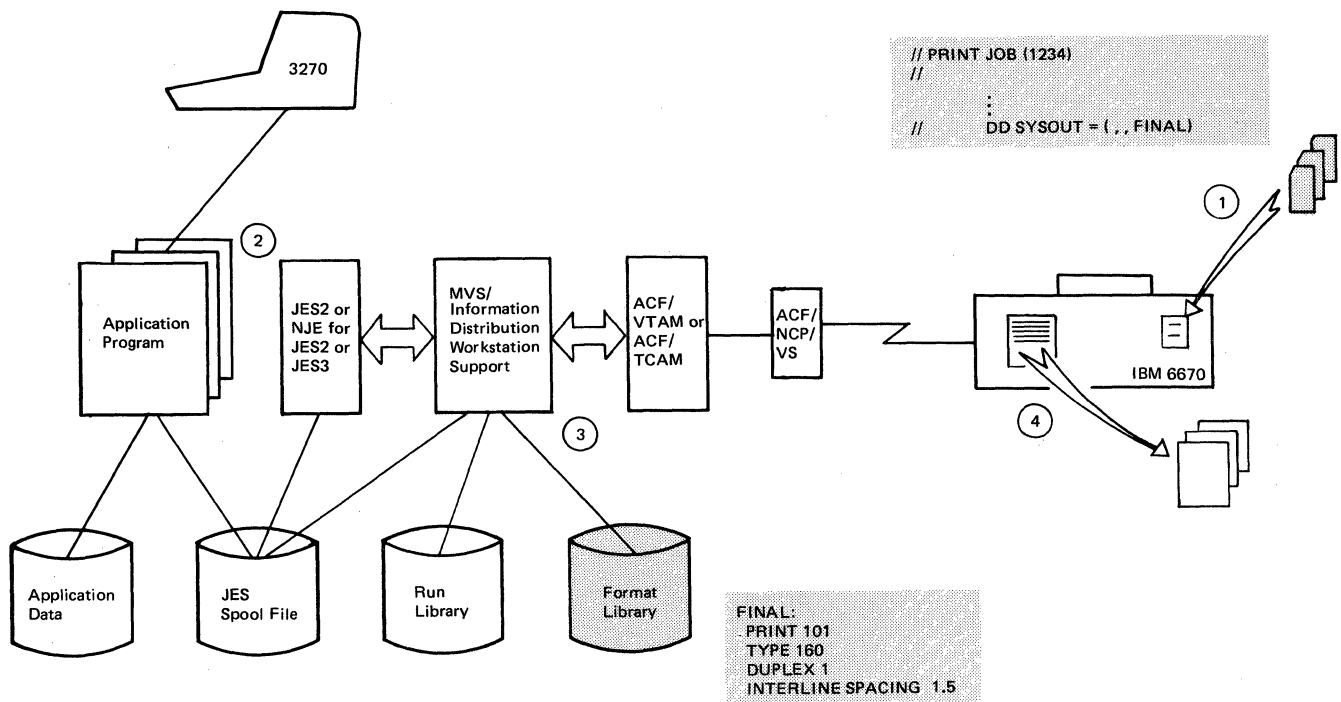 3270
// PRINT JOB (1234)
//
:
// DD SYSOUT = ( , , FINAL)
1
2
Application
Program
JES2 or
NJE for
JES2 or
JES3
MVS/
Information
Distribution
Workstation
Support
ACF/
VTAM or
ACF/
TCAM
ACF/
NCP/
VS
IBM 6670
3
4
Application
Data
JES
Spool File
Run
Library
Format
Library
FINAL:
PRINT 101
TYPE 160
DUPLEX 1
INTERLINE SPACING 1.5